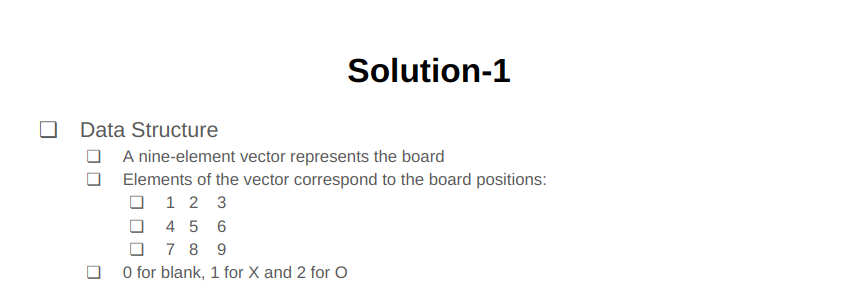 Solution-1
❑ Data Structure
❑ A nine-element vector represents the board
❑ Elements of the vector correspond to the board positions:
❑ 1 2 3
❑ 4 5 6
❑ 7 8 9
❑ 0 for blank, 1 for X and 2 for O